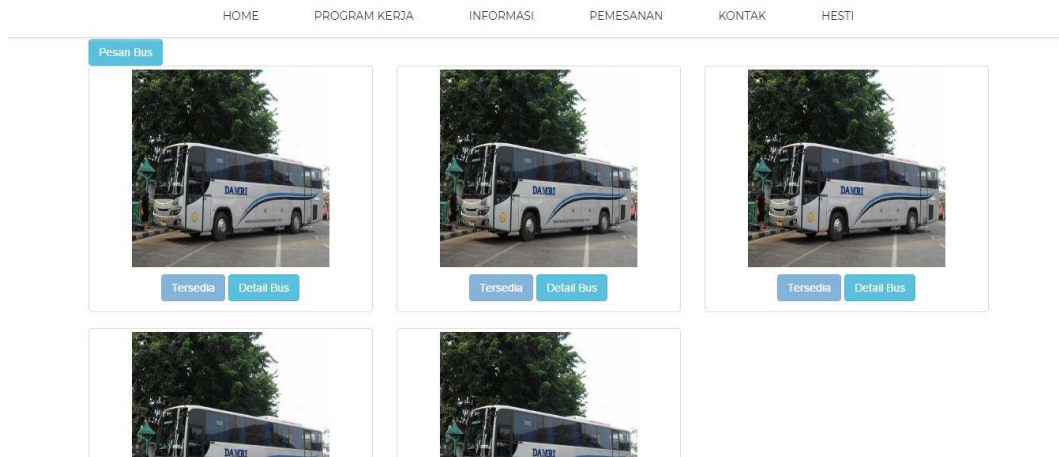 HOME PROGRAM KERJA INFORMASI PEMESANAN KONTAK HESTI
Pesan Bus
DAMRI DAMRI DAMRI
Tersedia Detail Bus Tersedia Detail Bus Tersedia Detail Bus
DAMRI DAMRI